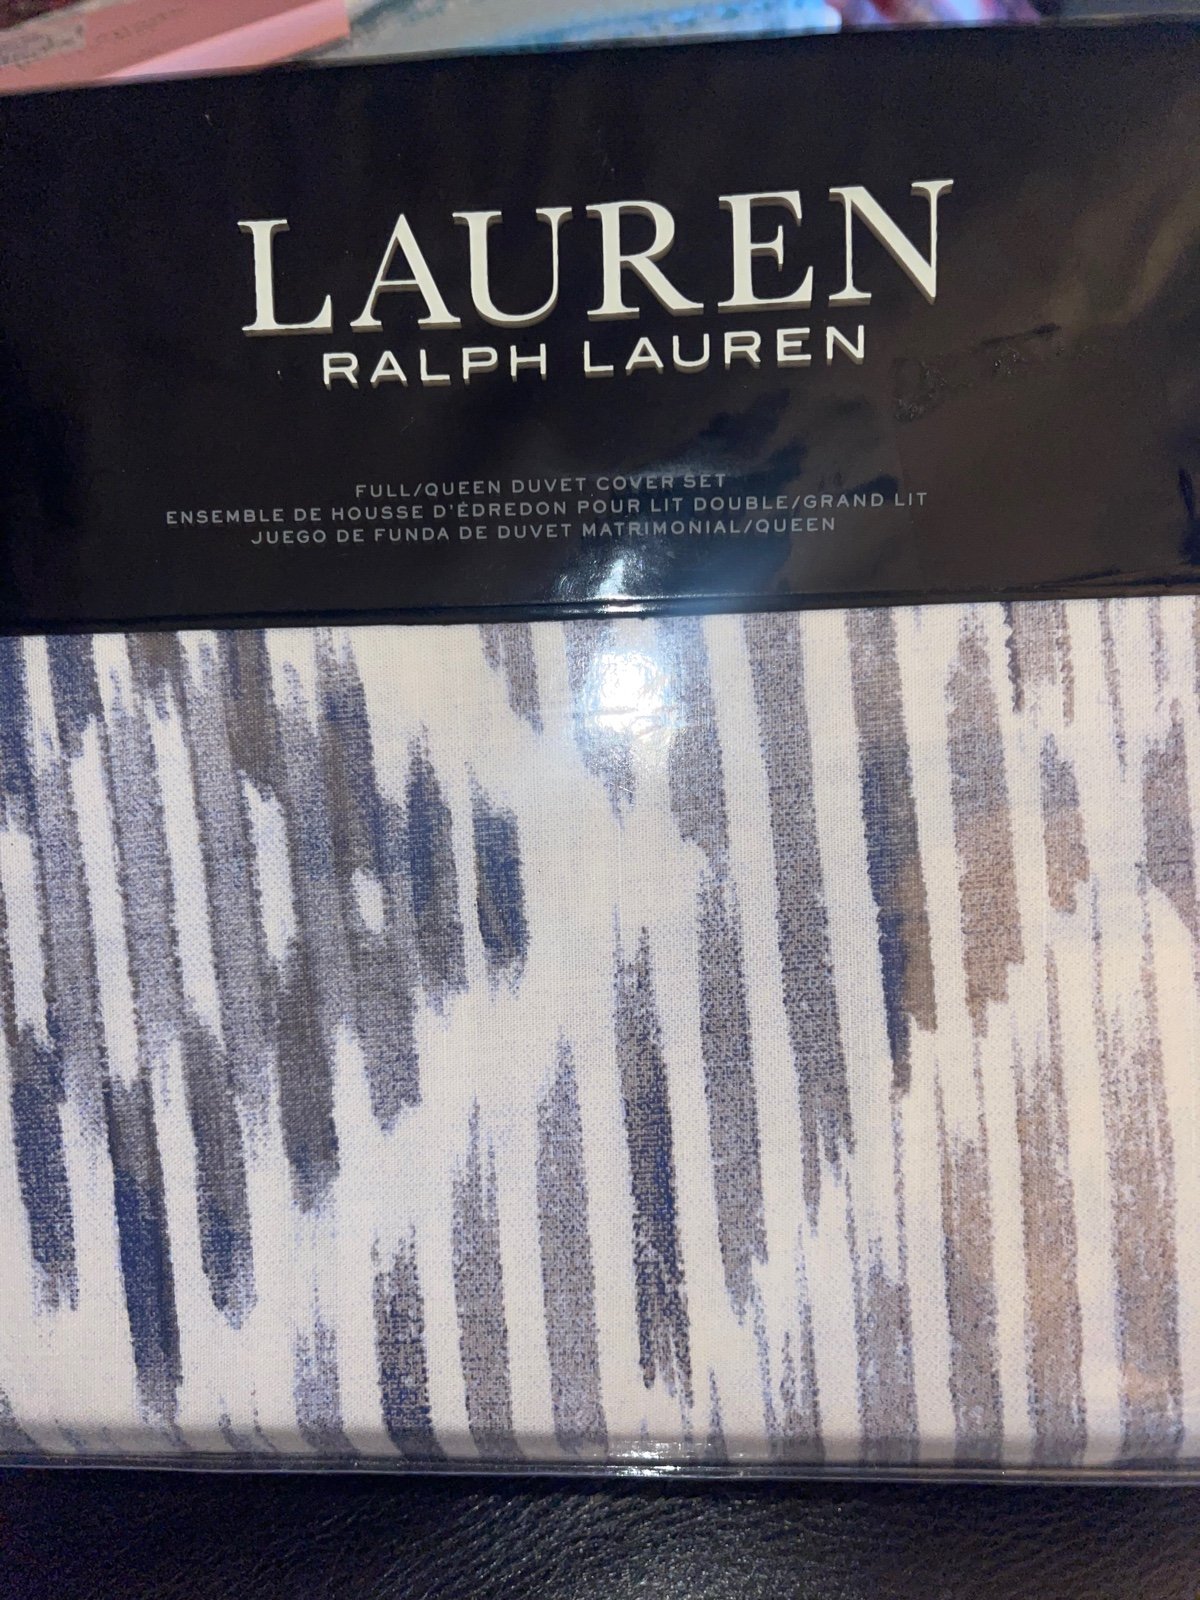 LAUREN
RALPH LAUREN
FULL/QUEEN DUVET COVER SET
ENSEMBLE DE HOUSSE D'ÉDREDON POUR LIT DOUBLE/GRAND LIT
JUEGO DE FUNDA DE DUVET MATRIMONIAL/QUEEN